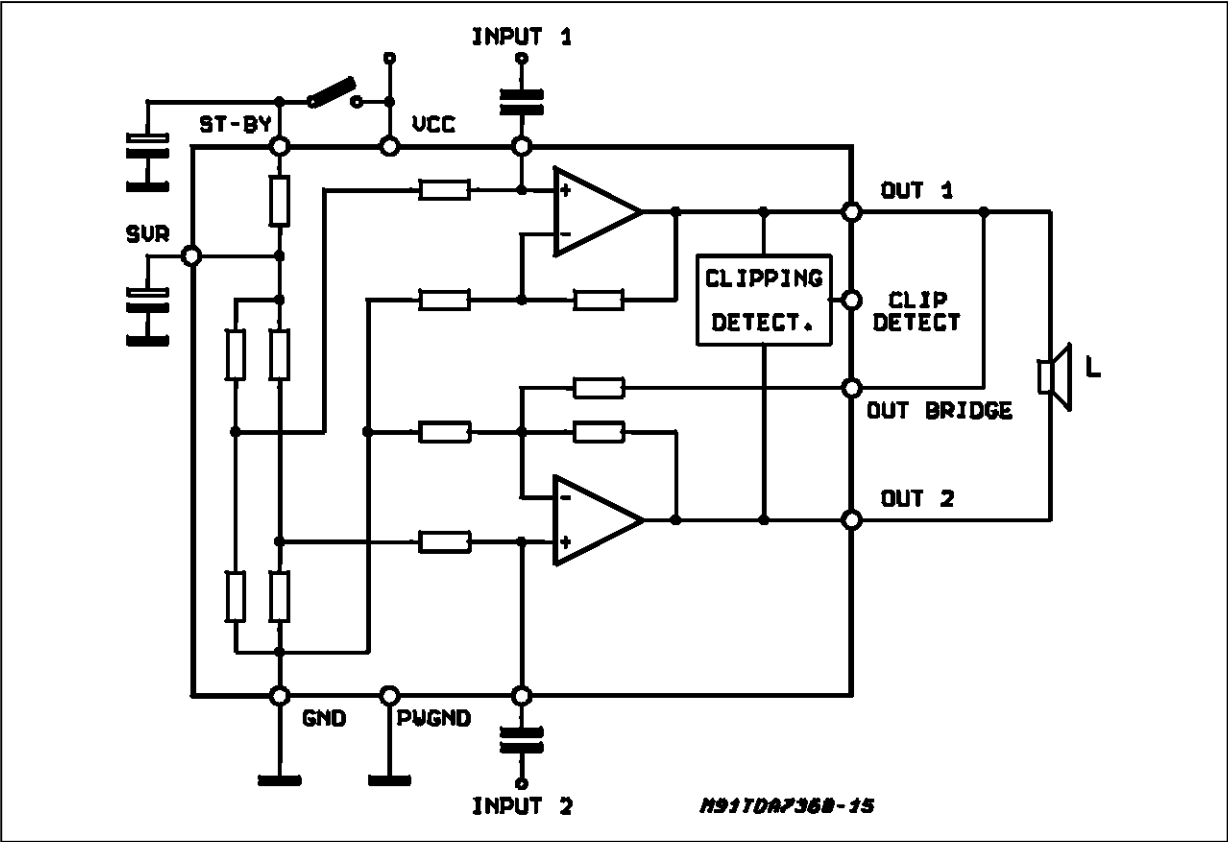 INPUT 1
ST-BY
VCC
OUT 1
SVR
+
-
CLIPPING
DETECT.
CLIP
DETECT
L
OUT BRIDGE
OUT 2
-
+
GND
PWGND
INPUT 2
M91TDA7360-15